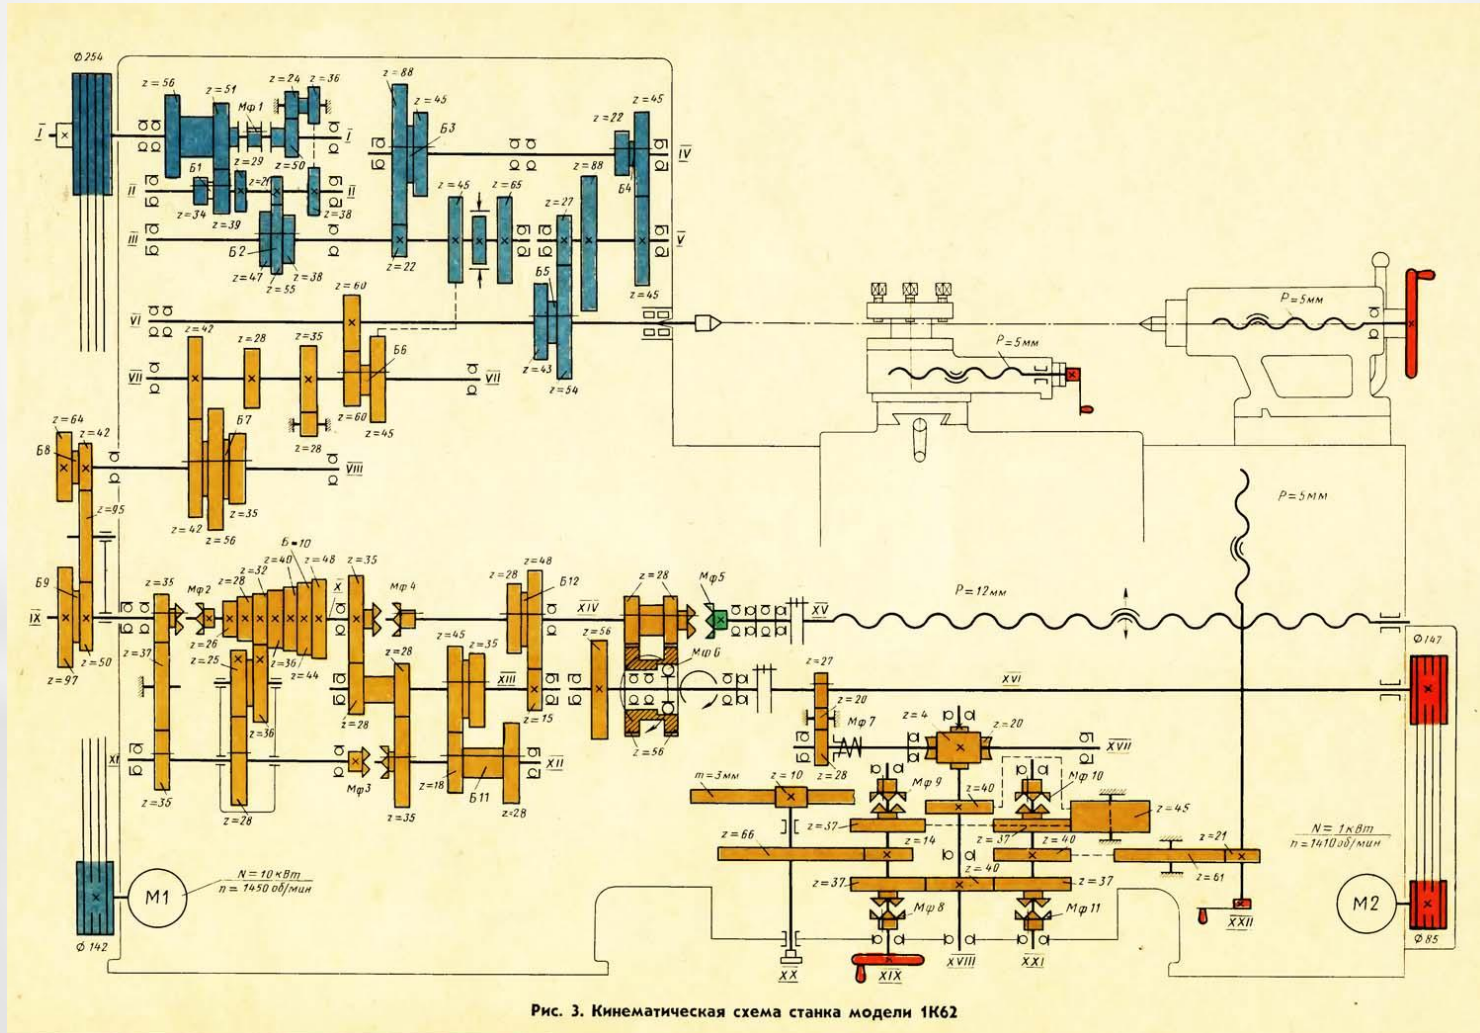 Ф254
z=56
z=51
Мф1
z=24
z=36
z=88
z=45
z=22
z=45
I
I
Б3
IV
z=29
z=50
z=88
Б1
z=21
z=45
z=65
Б4
II
II
z=34
z=38
z=27
z=39
III
Б2
V
z=47
z=38
z=22
Б5
z=45
z=55
z=60
P=5мм
VI
z=42
z=28
z=35
P=5мм
Б6
VII
VII
z=43
z=54
z=60
z=64
z=42
Б7
z=45
z=28
Б8
VIII
P=5мм
z=95
z=42
z=35
z=56
Б=10
z=40
z=48
z=35
z=48
z=32
z=28
z=28
Б9
z=35
Мф2
X
Мф4
Б12
z=28
Мф5
P=12мм
IX
XIV
XV
z=26
z=45
z=56
Ф147
z=37
z=50
z=25
z=36
z=28
z=35
Мф6
z=97
z=44
z=27
XIII
XVI
z=28
z=15
z=20
z=36
Мф7
z=4
z=20
z=56
XI
XII
XVII
z=28
Мф3
z=18
Б11
m=3мм
z=10
Мф9
Мф10
z=35
z=40
z=45
z=28
z=35
z=28
z=37
z=37
z=14
z=21
N=1кВт
n=1410об/мин
z=66
z=40
z=61
N=10кВт
n=1450об/мин
z=37
z=40
z=37
М1
М2
Мф8
Мф11
XXII
Ф142
Ф85
XX
XIX
XVIII
XXI
Рис. 3. Кинематическая схема станка модели 1К62